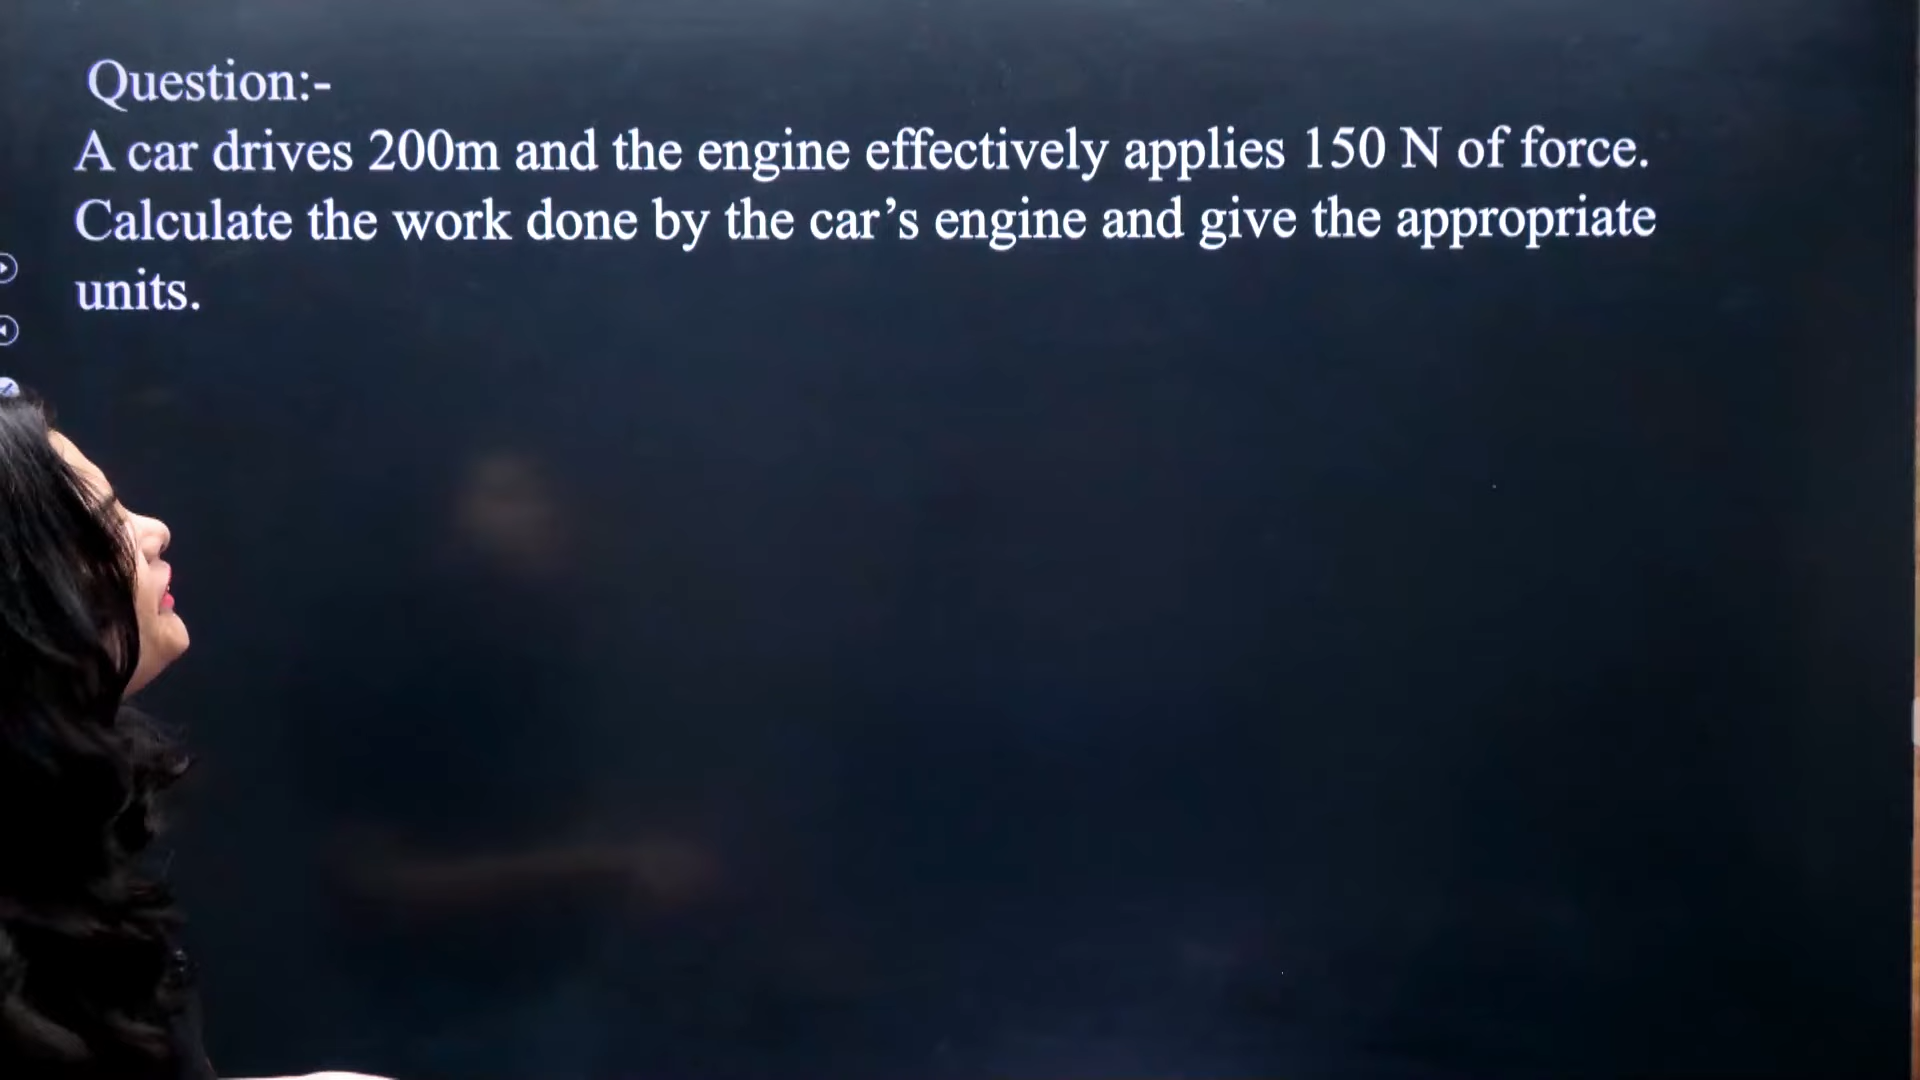 Question:-
A car drives 200m and the engine effectively applies 150 N of force.
Calculate the work done by the car’s engine and give the appropriate
units.